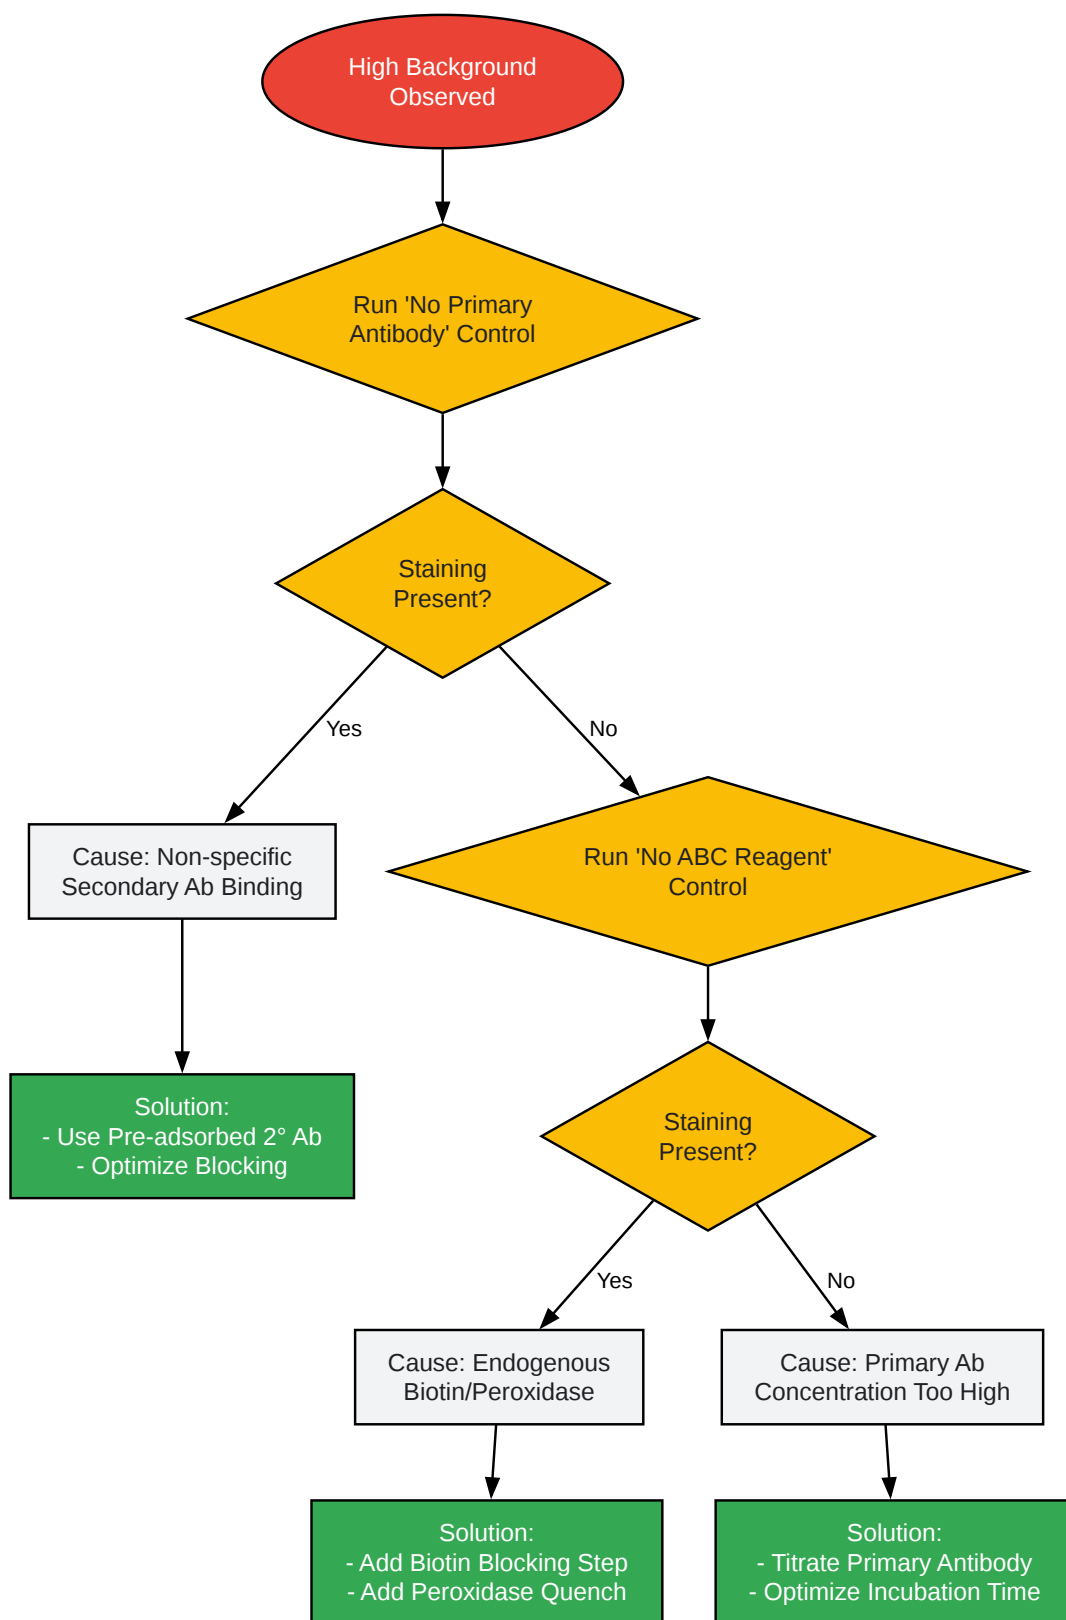 High Background
Observed
Run 'No Primary
Antibody' Control
Staining
Present?
Yes
No
Cause: Non-specific
Secondary Ab Binding
Run 'No ABC Reagent'
Control
Solution:
- Use Pre-adsorbed 2° Ab
- Optimize Blocking
Staining
Present?
Yes
No
Cause: Endogenous
Biotin/Peroxidase
Cause: Primary Ab
Concentration Too High
Solution:
- Add Biotin Blocking Step
- Add Peroxidase Quench
Solution:
- Titrate Primary Antibody
- Optimize Incubation Time